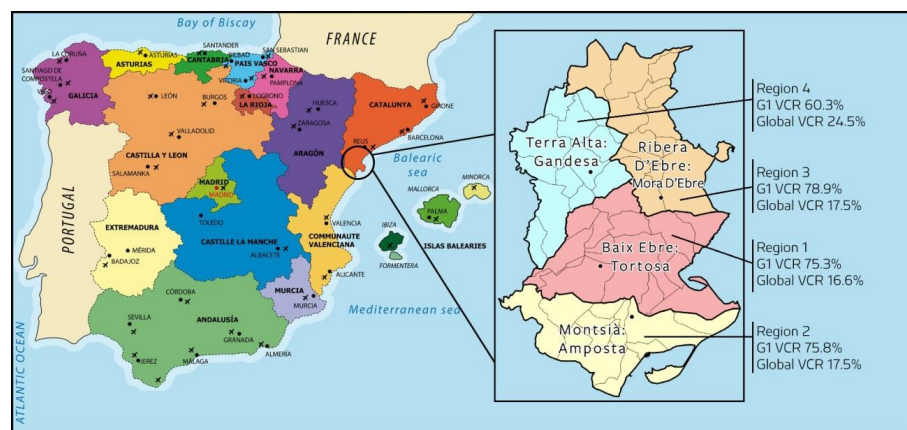 Bay of Biscay
FRANCE
LA CORUÑA
SANTIAGO DE
COMPOSTELA
VIGO
GALICIA
ASTURIAS
ASTURIAS
SANTANDER
CANTABRIA
BILBAO
SAN SEBASTIAN
PAIS VASCO
VITORIA
NAVARRA
PAMPLONA
LOGROÑO
LA RIOJA
LEÓN
BURGOS
HUESCA
ZARAGOZA
ARAGÓN
CATALUNYA
GIRONE
BARCELONA
REUS
VALLADOLID
CASTILLA Y LEON
SALAMANKA
MADRID
MADRID
Balearic
sea
MINORCA
MALLORCA
PALMA
IBIZA
FORMENTERA
ISLAS BALEARIES
PORTUGAL
EXTREMADURA
MÉRIDA
BADAJOZ
TOLEDO
CASTILLE LA MANCHE
ALBACETE
VALENCIA
COMMUNAUTE
VALENCIANA
ALICANTE
MURCIA
MURCIA
CÓRDOBA
SEVILLA
ANDALUSÍA
GRANADA
JEREZ
MÁLAGA
ALMERÍA
Mediterranean sea
ATLANTIC OCEAN
Terra Alta:
Gandesa
Ribera
D'Ebre:
Mora D'Ebre
Baix Ebre:
Tortosa
Montsià:
Amposta
Region 4
G1 VCR 60.3%
Global VCR 24.5%
Region 3
G1 VCR 78.9%
Global VCR 17.5%
Region 1
G1 VCR 75.3%
Global VCR 16.6%
Region 2
G1 VCR 75.8%
Global VCR 17.5%